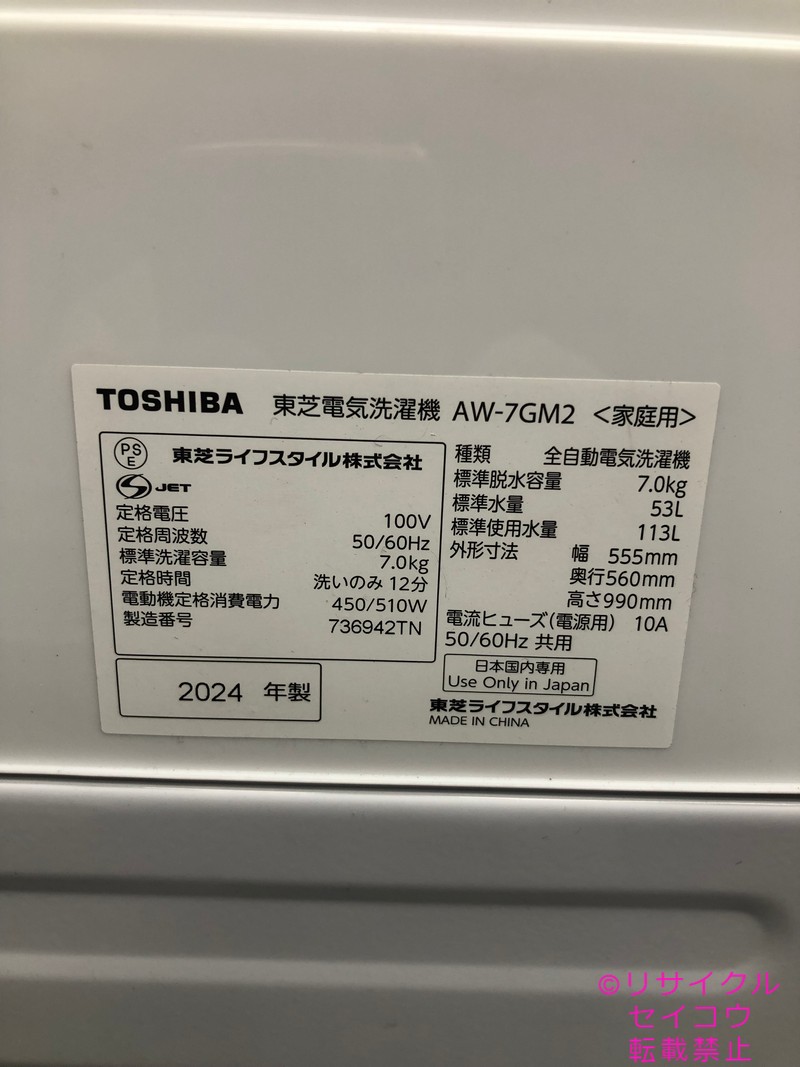 TOSHIBA 東芝電気洗濯機 AW-7GM2 <家庭用>
PS
E
東芝ライフスタイル株式会社
JET
定格電圧 100V
定格周波数 50/60Hz
標準洗濯容量 7.0kg
定格時間 洗いのみ 12分
電動機定格消費電力 450/510W
製造番号 736942TN
2024 年製
種類 全自動電気洗濯機
標準脱水容量 7.0kg
標準水量 53L
標準使用水量 113L
外形寸法 幅 555mm
奥行560mm
高さ990mm
電流ヒューズ(電源用) 10A
50/60Hz 共用
日本国内専用
Use Only in Japan
東芝ライフスタイル株式会社
MADE IN CHINA
©リサイクル
セイコウ
転載禁止